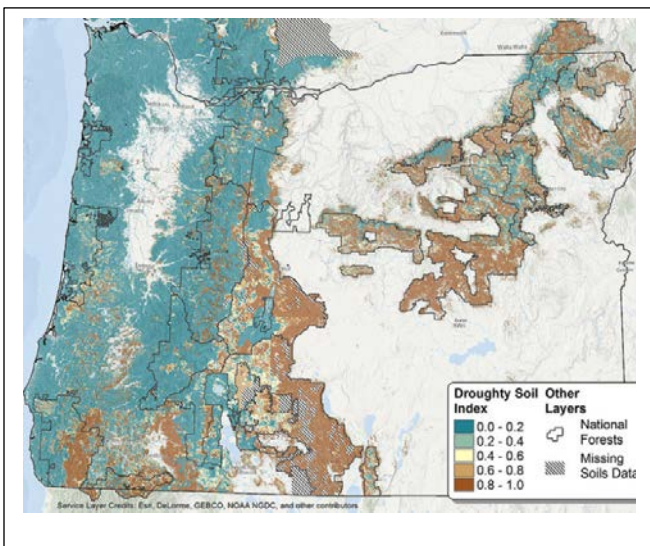 Walla Walla
Droughty Soil
Index
0.0 - 0.2
0.2 - 0.4
0.4 - 0.6
0.6 - 0.8
0.8 - 1.0
Other
Layers
National
Forests
Missing
Soils Data
Service Layer Credits: Esri, DeLorme, GEBCO, NOAA NGDC, and other contributors